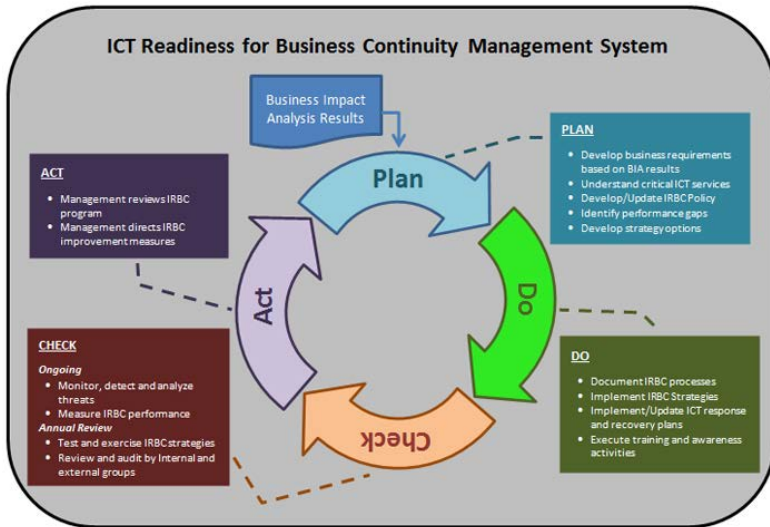 ICT Readiness for Business Continuity Management System
Business Impact
Analysis Results
Plan
Do
Check
Act
PLAN
• Develop business requirements
based on BIA results
• Understand critical ICT services
• Develop/Update IRBC Policy
• Identify performance gaps
• Develop strategy options
DO
• Document IRBC processes
• Implement IRBC Strategies
• Implement/Update ICT response
and recovery plans
• Execute training and awareness
activities
CHECK
Ongoing
• Monitor, detect and analyze
threats
• Measure IRBC performance
Annual Review
• Test and exercise IRBC strategies
• Review and audit by Internal and
external groups
ACT
• Management reviews IRBC
program
• Management directs IRBC
improvement measures